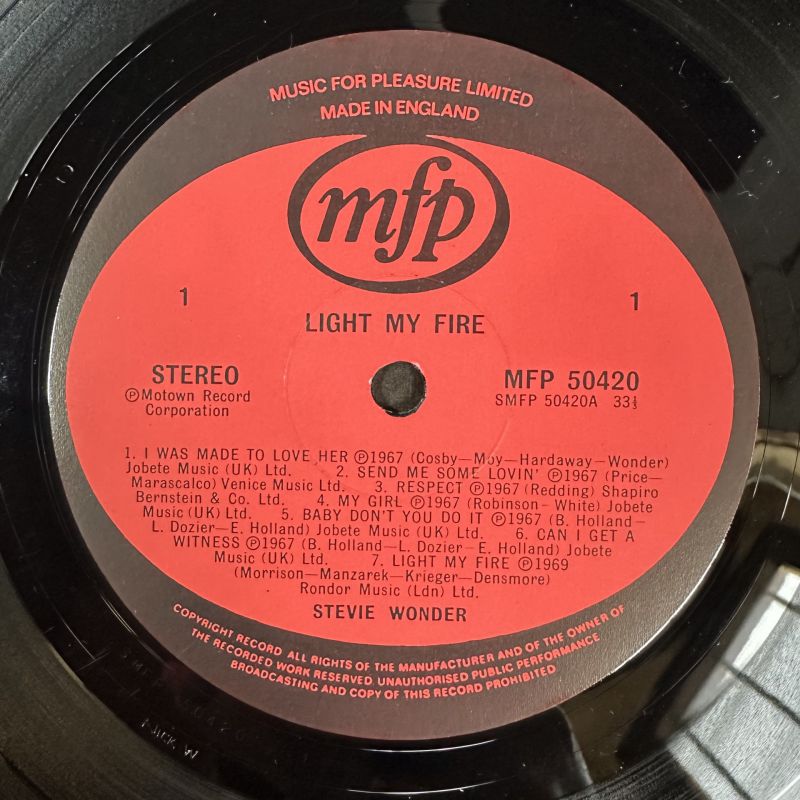 MUSIC FOR PLEASURE LIMITED
MADE IN ENGLAND
mfp
1
1
LIGHT MY FIRE
STEREO
MFP 50420
℗Motown Record
Corporation
SMFP 50420A 33⅓
1. I WAS MADE TO LOVE HER ℗1967 (Cosby—Moy—Hardaway—Wonder)
Jobete Music (UK) Ltd. 2. SEND ME SOME LOVIN' ℗1967 (Price—
Marascalco) Venice Music Ltd. 3. RESPECT ℗1967 (Redding) Shapiro
Bernstein & Co. Ltd. 4. MY GIRL ℗1967 (Robinson-White) Jobete
Music (UK) Ltd. 5. BABY DON'T YOU DO IT ℗1967 (B. Holland—
L. Dozier—E. Holland) Jobete Music (UK) Ltd. 6. CAN I GET A
WITNESS ℗1967 (B. Holland—L. Dozier—E. Holland) Jobete
Music (UK) Ltd. 7. LIGHT MY FIRE ℗1969
(Morrison—Manzarek—Krieger—Densmore)
Rondor Music (Ldn) Ltd.
STEVIE WONDER
COPYRIGHT RECORD ALL RIGHTS OF THE MANUFACTURER AND OF THE OWNER OF
THE RECORDED WORK RESERVED UNAUTHORISED PUBLIC PERFORMANCE
BROADCASTING AND COPY OF THIS RECORD PROHIBITED